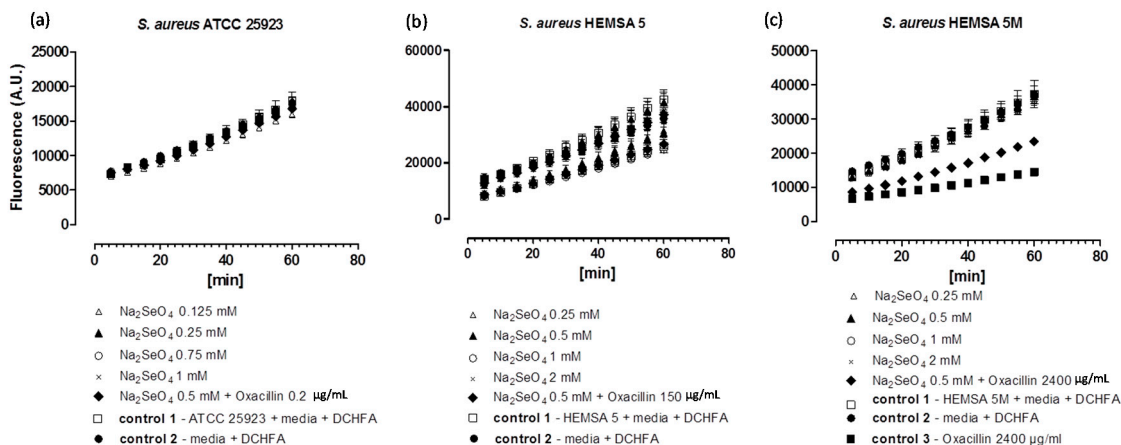 (a)
S. aureus ATCC 25923
Fluorescence (A.U.)
25000
20000
15000
10000
5000
0
0 20 40 60 80
[min]
Na₂SeO₄ 0.125 mM
Na₂SeO₄ 0.25 mM
Na₂SeO₄ 0.75 mM
Na₂SeO₄ 1 mM
Na₂SeO₄ 0.5 mM + Oxacillin 0.2 µg/mL
control 1 - ATCC 25923 + media + DCHFA
control 2 - media + DCHFA
(b)
S. aureus HEMSA 5
60000
40000
20000
0
0 20 40 60 80
[min]
Na₂SeO₄ 0.25 mM
Na₂SeO₄ 0.5 mM
Na₂SeO₄ 1 mM
Na₂SeO₄ 2 mM
Na₂SeO₄ 0.5 mM + Oxacillin 150 µg/mL
control 1 - HEMSA 5 + media + DCHFA
control 2 - media + DCHFA
(c)
S. aureus HEMSA 5M
50000
40000
30000
20000
10000
0
0 20 40 60 80
[min]
Na₂SeO₄ 0.25 mM
Na₂SeO₄ 0.5 mM
Na₂SeO₄ 1 mM
Na₂SeO₄ 2 mM
Na₂SeO₄ 0.5 mM + Oxacillin 2400 µg/mL
control 1 - HEMSA 5M + media + DCHFA
control 2 - media + DCHFA
control 3 - Oxacillin 2400 µg/ml